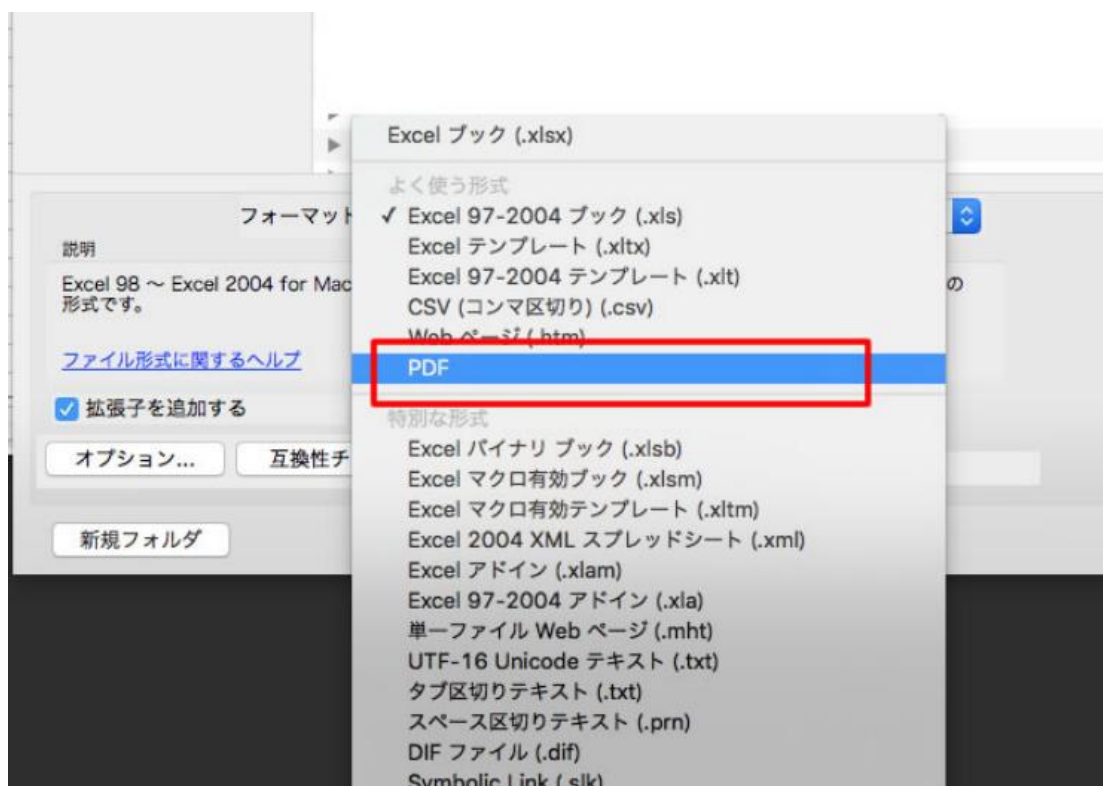 Excel ブック (.xlsx)
よく使う形式
フォーマット
✓ Excel 97-2004 ブック (.xls)
説明
Excel テンプレート (.xltx)
Excel 98 ～ Excel 2004 for Mac
Excel 97-2004 テンプレート (.xlt)
の
形式です。
CSV (コンマ区切り) (.csv)
Web ページ (.htm)
ファイル形式に関するヘルプ
PDF
拡張子を追加する
特別な形式
Excel バイナリ ブック (.xlsb)
オプション...
互換性チ
Excel マクロ有効ブック (.xlsm)
Excel マクロ有効テンプレート (.xltm)
新規フォルダ
Excel 2004 XML スプレッドシート (.xml)
Excel アドイン (.xlam)
Excel 97-2004 アドイン (.xla)
単一ファイル Web ページ (.mht)
UTF-16 Unicode テキスト (.txt)
タブ区切りテキスト (.txt)
スペース区切りテキスト (.prn)
DIF ファイル (.dif)
Symbolic Link (.slk)